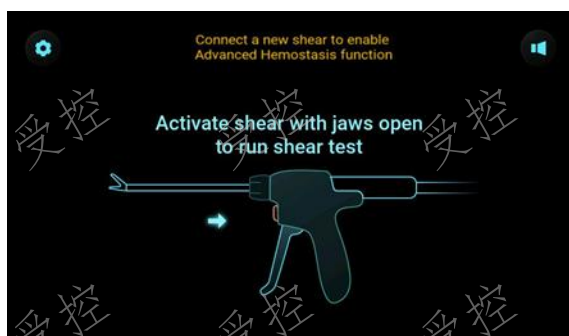 Connect a new shear to enable
Advanced Hemostasis function
受控
受控
Activate shear with jaws open
to run shear test
受控
受控
受控
受控